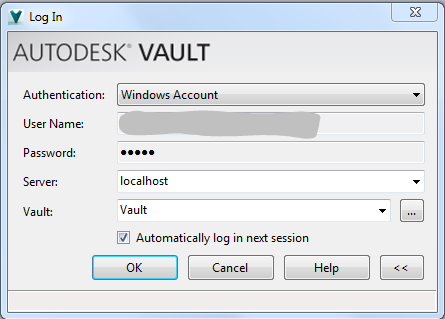 Log In
AUTODESK® VAULT
Authentication: Windows Account
User Name:
Password: •••••
Server: localhost
Vault: Vault ...
Automatically log in next session
OK Cancel Help <<